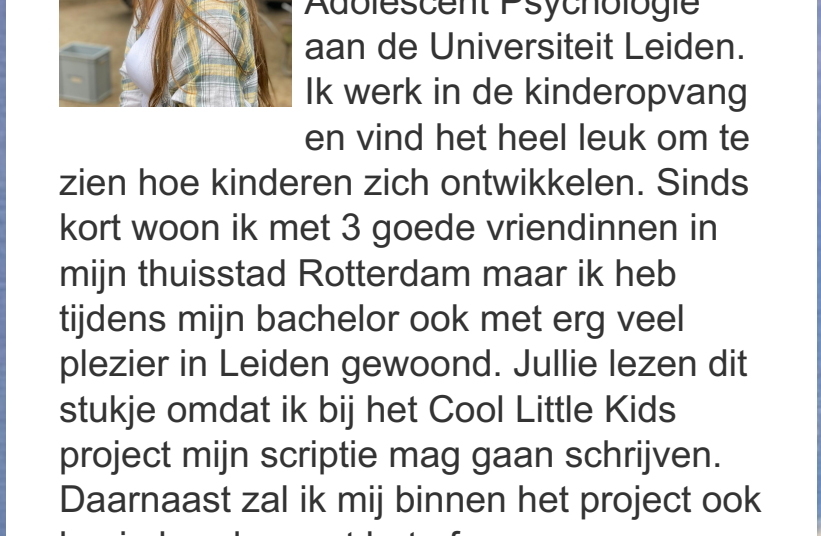 Adolescent Psychologie
aan de Universiteit Leiden.
Ik werk in de kinderopvang
en vind het heel leuk om te
zien hoe kinderen zich ontwikkelen. Sinds
kort woon ik met 3 goede vriendinnen in
mijn thuisstad Rotterdam maar ik heb
tijdens mijn bachelor ook met erg veel
plezier in Leiden gewoond. Jullie lezen dit
stukje omdat ik bij het Cool Little Kids
project mijn scriptie mag gaan schrijven.
Daarnaast zal ik mij binnen het project ook